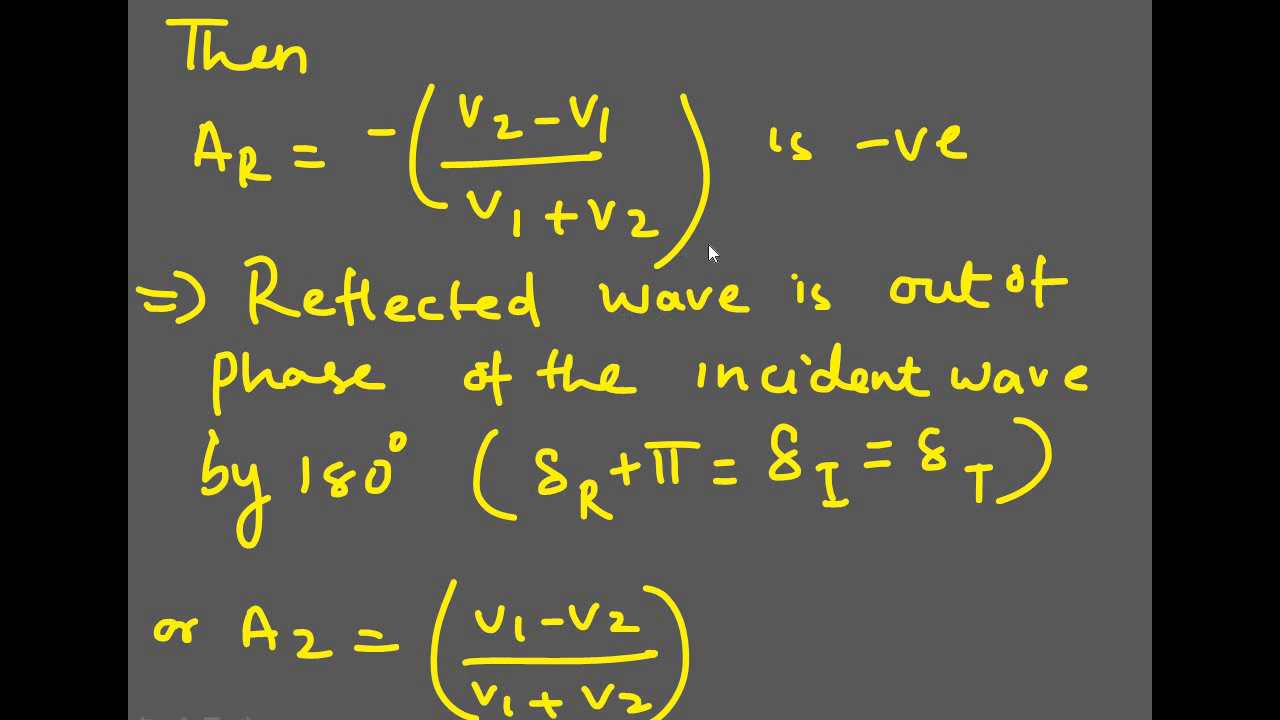 Then
A_R = -( (V_2 - V_1) / (V_1 + V_2) ) is -ve
=> Reflected wave is out of
phase of the incident wave
by 180° ( δ_R + π = δ_I = δ_T )
or A_2 = ( (V_1 - V_2) / (V_1 + V_2) )